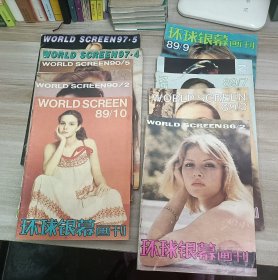 WORLD SCREEN97·5
WORLD SCREEN97·4
WORLD SCREEN90/5
WORLD SCREEN90/2
WORLD SCREEN
89/10
环球银幕画刊
环球银幕画刊
89·9
WORLD SCREEN
WORLD SCREEN86/2
环球银幕画刊